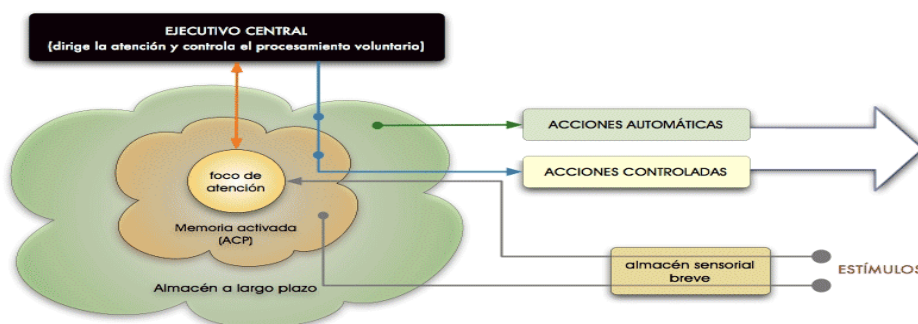 EJECUTIVO CENTRAL
(dirige la atención y controla el procesamiento voluntario)
ACCIONES AUTOMÁTICAS
ACCIONES CONTROLADAS
foco de
atención
Memoria activada
(ACP)
Almacén a largo plazo
almacén sensorial
breve
ESTÍMULOS